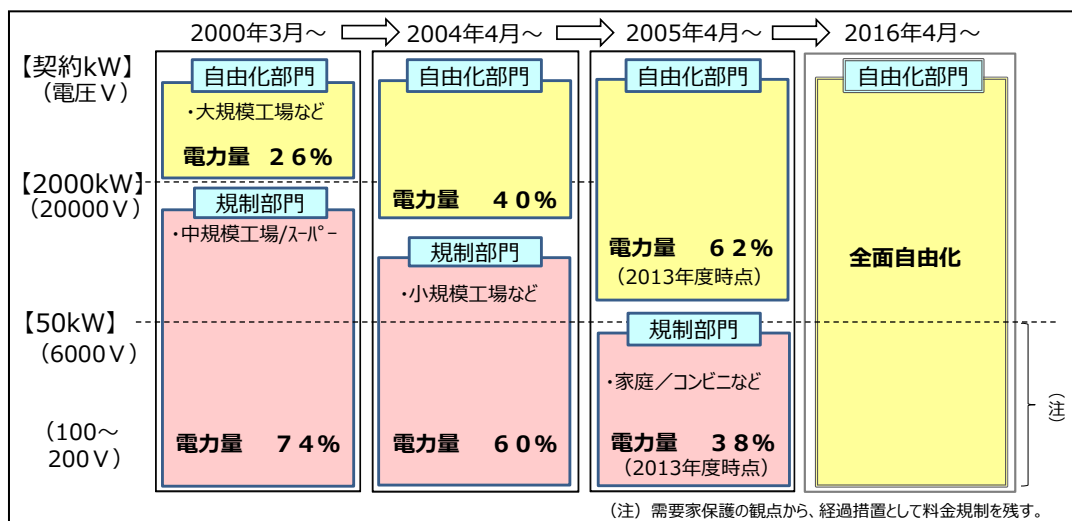 2000年3月～
2004年4月～
2005年4月～
2016年4月～
【契約kW】
（電圧Ｖ）
【2000kW】
（20000Ｖ）
【50kW】
（6000Ｖ）
（100～
200Ｖ）
自由化部門
・大規模工場など
電力量　２６％
規制部門
・中規模工場/ｽｰﾊﾟｰ
電力量　７４％
自由化部門
電力量　４０％
規制部門
・小規模工場など
電力量　６０％
自由化部門
電力量　６２％
（2013年度時点）
規制部門
・家庭／コンビニなど
電力量　３８％
（2013年度時点）
自由化部門
全面自由化
（注）
（注）需要家保護の観点から、経過措置として料金規制を残す。